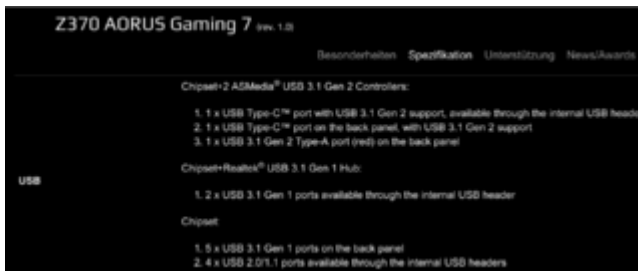 Z370 AORUS Gaming 7 (rev. 1.0)
Besonderheiten Spezifikation Unterstützung News/Awards
Chipset+2 ASMedia® USB 3.1 Gen 2 Controllers:
1. 1 x USB Type-C™ port with USB 3.1 Gen 2 support, available through the internal USB heade
2. 1 x USB Type-C™ port on the back panel, with USB 3.1 Gen 2 support
3. 1 x USB 3.1 Gen 2 Type-A port (red) on the back panel
Chipset+Realtek® USB 3.1 Gen 1 Hub:
USB
1. 2 x USB 3.1 Gen 1 ports available through the internal USB header
Chipset:
1. 5 x USB 3.1 Gen 1 ports on the back panel
2. 4 x USB 2.0/1.1 ports available through the internal USB headers